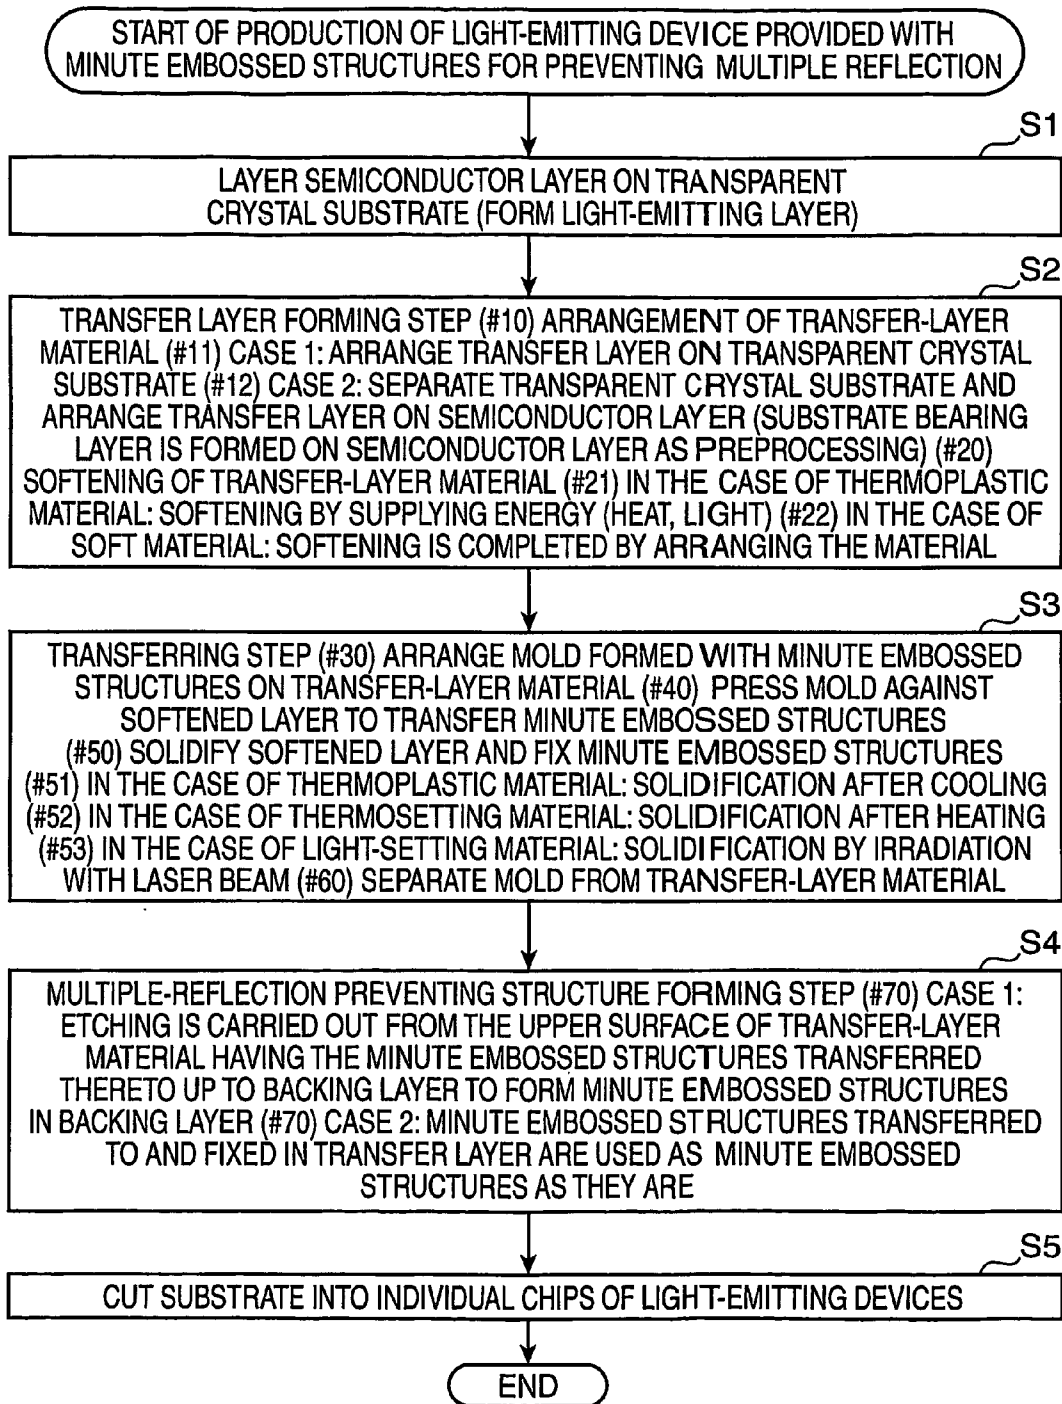 START OF PRODUCTION OF LIGHT-EMITTING DEVICE PROVIDED WITH
MINUTE EMBOSSED STRUCTURES FOR PREVENTING MULTIPLE REFLECTION
S1
LAYER SEMICONDUCTOR LAYER ON TRANSPARENT
CRYSTAL SUBSTRATE (FORM LIGHT-EMITTING LAYER)
S2
TRANSFER LAYER FORMING STEP (#10) ARRANGEMENT OF TRANSFER-LAYER
MATERIAL (#11) CASE 1: ARRANGE TRANSFER LAYER ON TRANSPARENT CRYSTAL
SUBSTRATE (#12) CASE 2: SEPARATE TRANSPARENT CRYSTAL SUBSTRATE AND
ARRANGE TRANSFER LAYER ON SEMICONDUCTOR LAYER (SUBSTRATE BEARING
LAYER IS FORMED ON SEMICONDUCTOR LAYER AS PREPROCESSING) (#20)
SOFTENING OF TRANSFER-LAYER MATERIAL (#21) IN THE CASE OF THERMOPLASTIC
MATERIAL: SOFTENING BY SUPPLYING ENERGY (HEAT, LIGHT) (#22) IN THE CASE OF
SOFT MATERIAL: SOFTENING IS COMPLETED BY ARRANGING THE MATERIAL
S3
TRANSFERRING STEP (#30) ARRANGE MOLD FORMED WITH MINUTE EMBOSSED
STRUCTURES ON TRANSFER-LAYER MATERIAL (#40) PRESS MOLD AGAINST
SOFTENED LAYER TO TRANSFER MINUTE EMBOSSED STRUCTURES
(#50) SOLIDIFY SOFTENED LAYER AND FIX MINUTE EMBOSSED STRUCTURES
(#51) IN THE CASE OF THERMOPLASTIC MATERIAL: SOLIDIFICATION AFTER COOLING
(#52) IN THE CASE OF THERMOSETTING MATERIAL: SOLIDIFICATION AFTER HEATING
(#53) IN THE CASE OF LIGHT-SETTING MATERIAL: SOLIDIFICATION BY IRRADIATION
WITH LASER BEAM (#60) SEPARATE MOLD FROM TRANSFER-LAYER MATERIAL
S4
MULTIPLE-REFLECTION PREVENTING STRUCTURE FORMING STEP (#70) CASE 1:
ETCHING IS CARRIED OUT FROM THE UPPER SURFACE OF TRANSFER-LAYER
MATERIAL HAVING THE MINUTE EMBOSSED STRUCTURES TRANSFERRED
THERETO UP TO BACKING LAYER TO FORM MINUTE EMBOSSED STRUCTURES
IN BACKING LAYER (#70) CASE 2: MINUTE EMBOSSED STRUCTURES TRANSFERRED
TO AND FIXED IN TRANSFER LAYER ARE USED AS MINUTE EMBOSSED
STRUCTURES AS THEY ARE
S5
CUT SUBSTRATE INTO INDIVIDUAL CHIPS OF LIGHT-EMITTING DEVICES
END